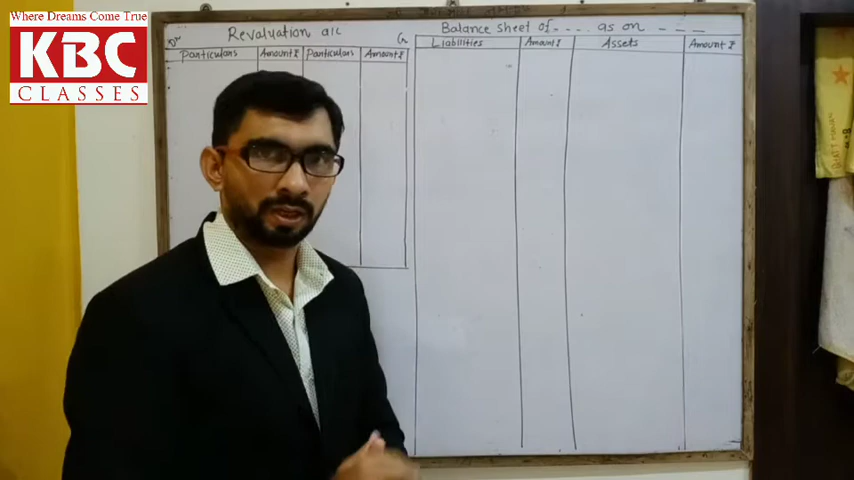 Where Dreams Come True
KBC
CLASSES
Revaluation a/c
Dr Cr
Particulars Amount ₹ Particulars Amount ₹
Balance sheet of - - - - as on - - - -
Liabilities Amount ₹ Assets Amount ₹